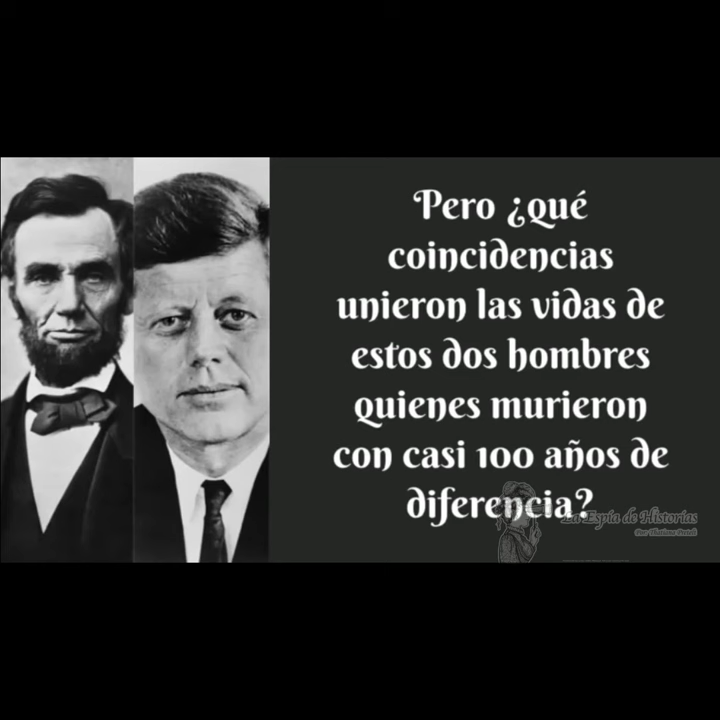 Pero ¿qué
coincidencias
unieron las vidas de
estos dos hombres
quienes murieron
con casi 100 años de
diferencia?
La Espía de Historias